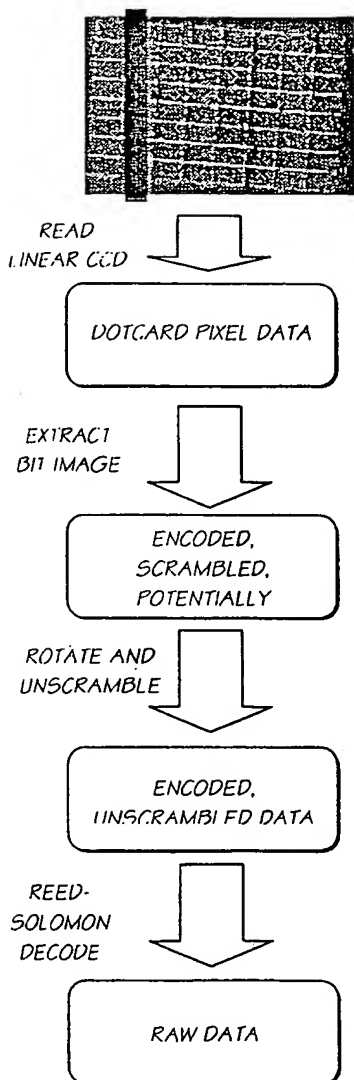 READ
LINEAR CCD
DOTCARD PIXEL DATA
EXTRACT
BIT IMAGE
ENCODED,
SCRAMBLED,
POTENTIALLY
ROTATE AND
UNSCRAMBLE
ENCODED,
UNSCRAMBLED DATA
REED-
SOLOMON
DECODE
RAW DATA